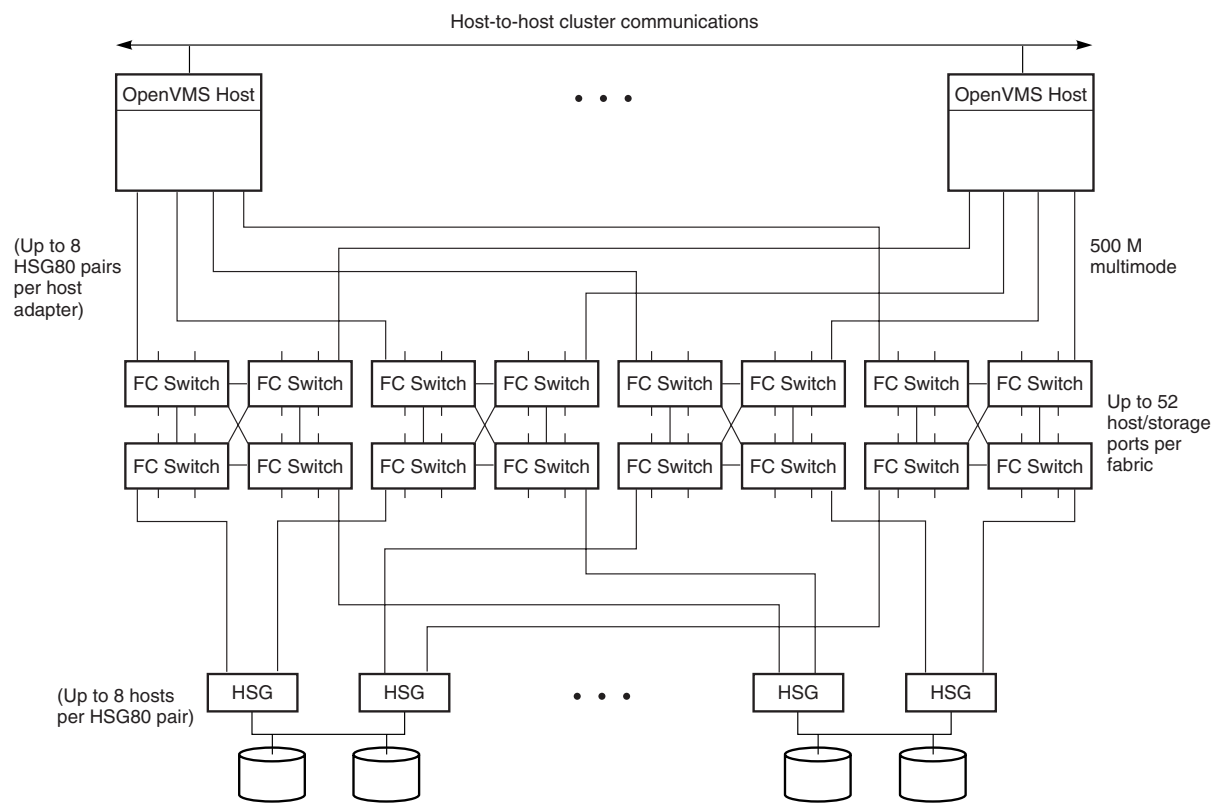 Host-to-host cluster communications
OpenVMS Host
• • •
OpenVMS Host
(Up to 8
HSG80 pairs
per host
adapter)
500 M
multimode
FC Switch
FC Switch
FC Switch
FC Switch
FC Switch
FC Switch
FC Switch
FC Switch
Up to 52
host/storage
ports per
fabric
FC Switch
FC Switch
FC Switch
FC Switch
FC Switch
FC Switch
FC Switch
FC Switch
(Up to 8 hosts
per HSG80 pair)
HSG
HSG
• • •
HSG
HSG